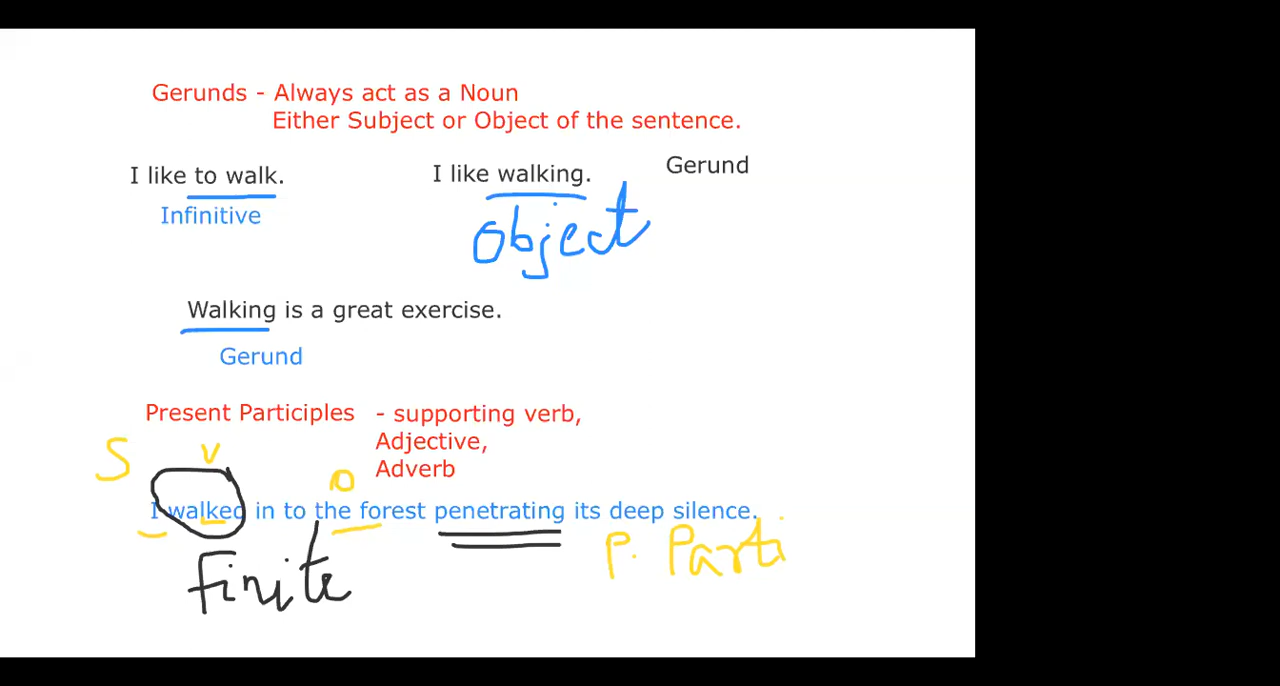 Gerunds - Always act as a Noun
Either Subject or Object of the sentence.
I like to walk. I like walking. Gerund
Infinitive
Object
Walking is a great exercise.
Gerund
Present Participles - supporting verb,
Adjective,
Adverb
S V O
I walked in to the forest penetrating its deep silence.
Finite P. Parti